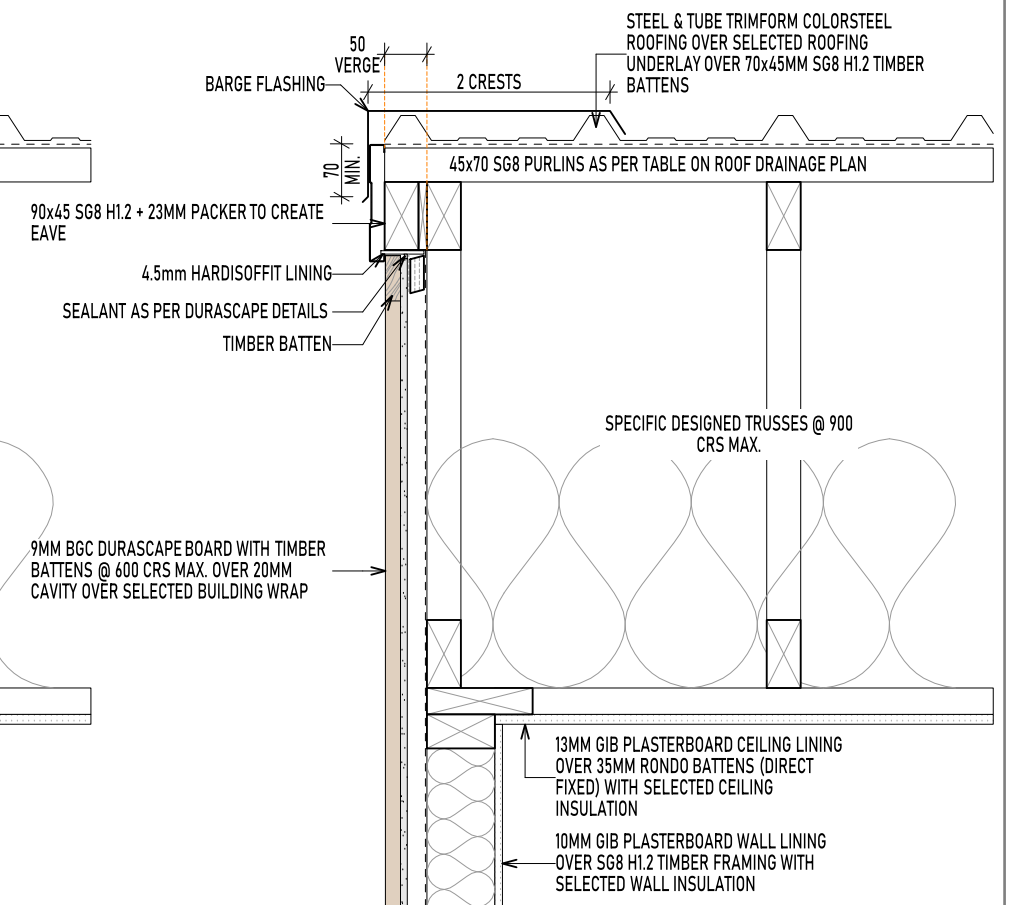 STEEL & TUBE TRIMFORM COLORSTEEL
ROOFING OVER SELECTED ROOFING
UNDERLAY OVER 70x45MM SG8 H1.2 TIMBER
BATTENS
50
VERGE
BARGE FLASHING
2 CRESTS
70
MIN.
45x70 SG8 PURLINS AS PER TABLE ON ROOF DRAINAGE PLAN
90x45 SG8 H1.2 + 23MM PACKER TO CREATE
EAVE
4.5mm HARDISOFFIT LINING
SEALANT AS PER DURASCAPE DETAILS
TIMBER BATTEN
SPECIFIC DESIGNED TRUSSES @ 900
CRS MAX.
9MM BGC DURASCAPE BOARD WITH TIMBER
BATTENS @ 600 CRS MAX. OVER 20MM
CAVITY OVER SELECTED BUILDING WRAP
13MM GIB PLASTERBOARD CEILING LINING
OVER 35MM RONDO BATTENS (DIRECT
FIXED) WITH SELECTED CEILING
INSULATION
10MM GIB PLASTERBOARD WALL LINING
OVER SG8 H1.2 TIMBER FRAMING WITH
SELECTED WALL INSULATION